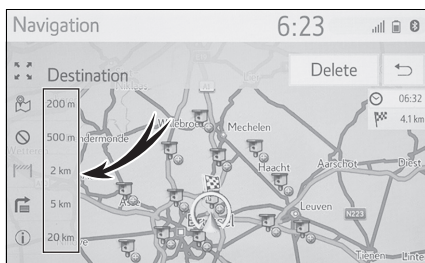 Navigation 6:23
Destination Delete
200 m 06:32
4.1 km
500 m Mechelen
2 km Haacht Aarschot Diest
5 km Leuven
N223
20 km Tienen